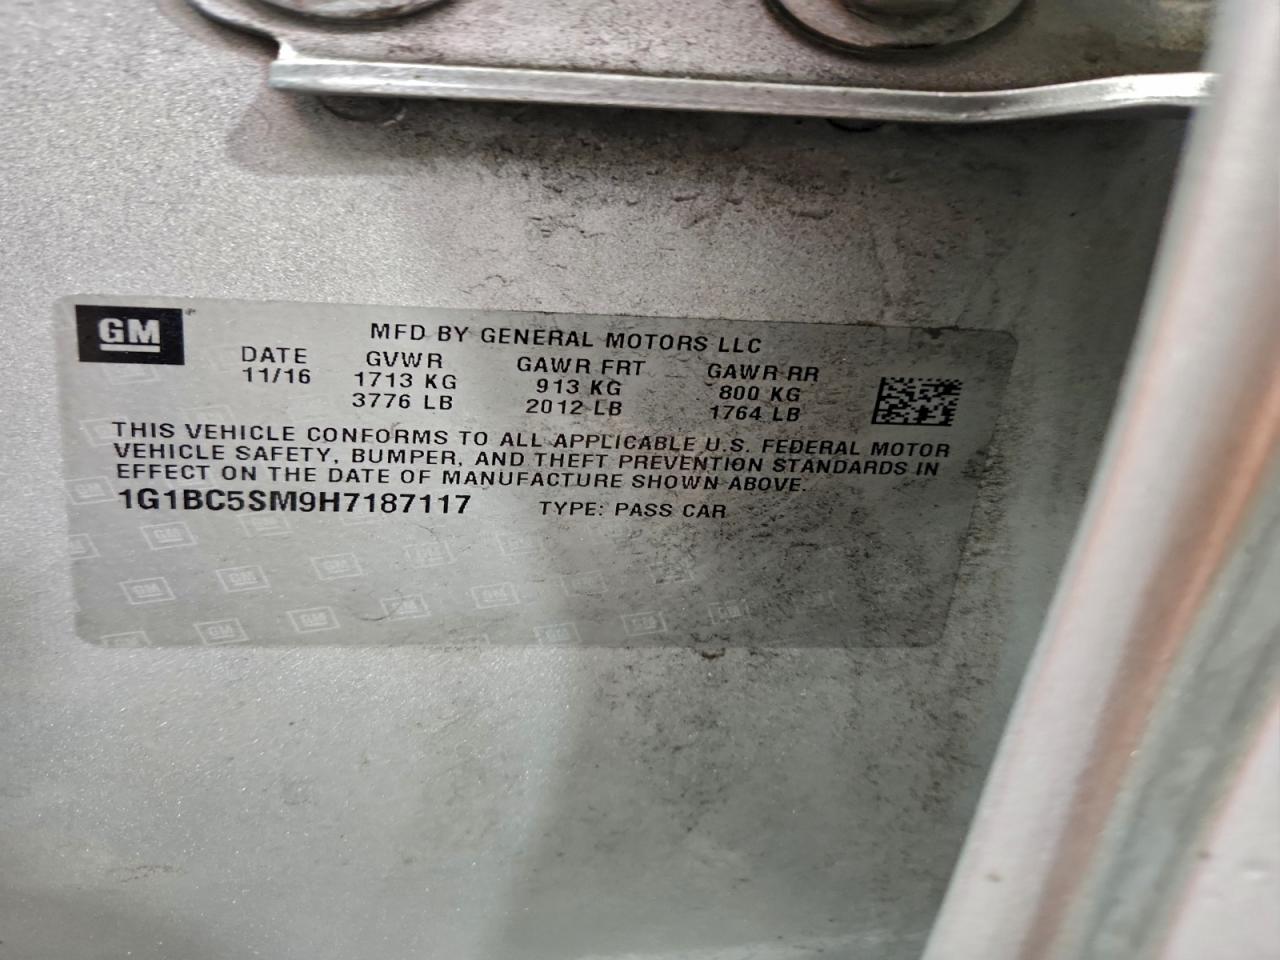 GM
MFD BY GENERAL MOTORS LLC
DATE GVWR GAWR FRT GAWR RR
11/16 1713 KG 913 KG 800 KG
3776 LB 2012 LB 1764 LB
THIS VEHICLE CONFORMS TO ALL APPLICABLE U.S. FEDERAL MOTOR
VEHICLE SAFETY, BUMPER, AND THEFT PREVENTION STANDARDS IN
EFFECT ON THE DATE OF MANUFACTURE SHOWN ABOVE.
1G1BC5SM9H7187117 TYPE: PASS CAR